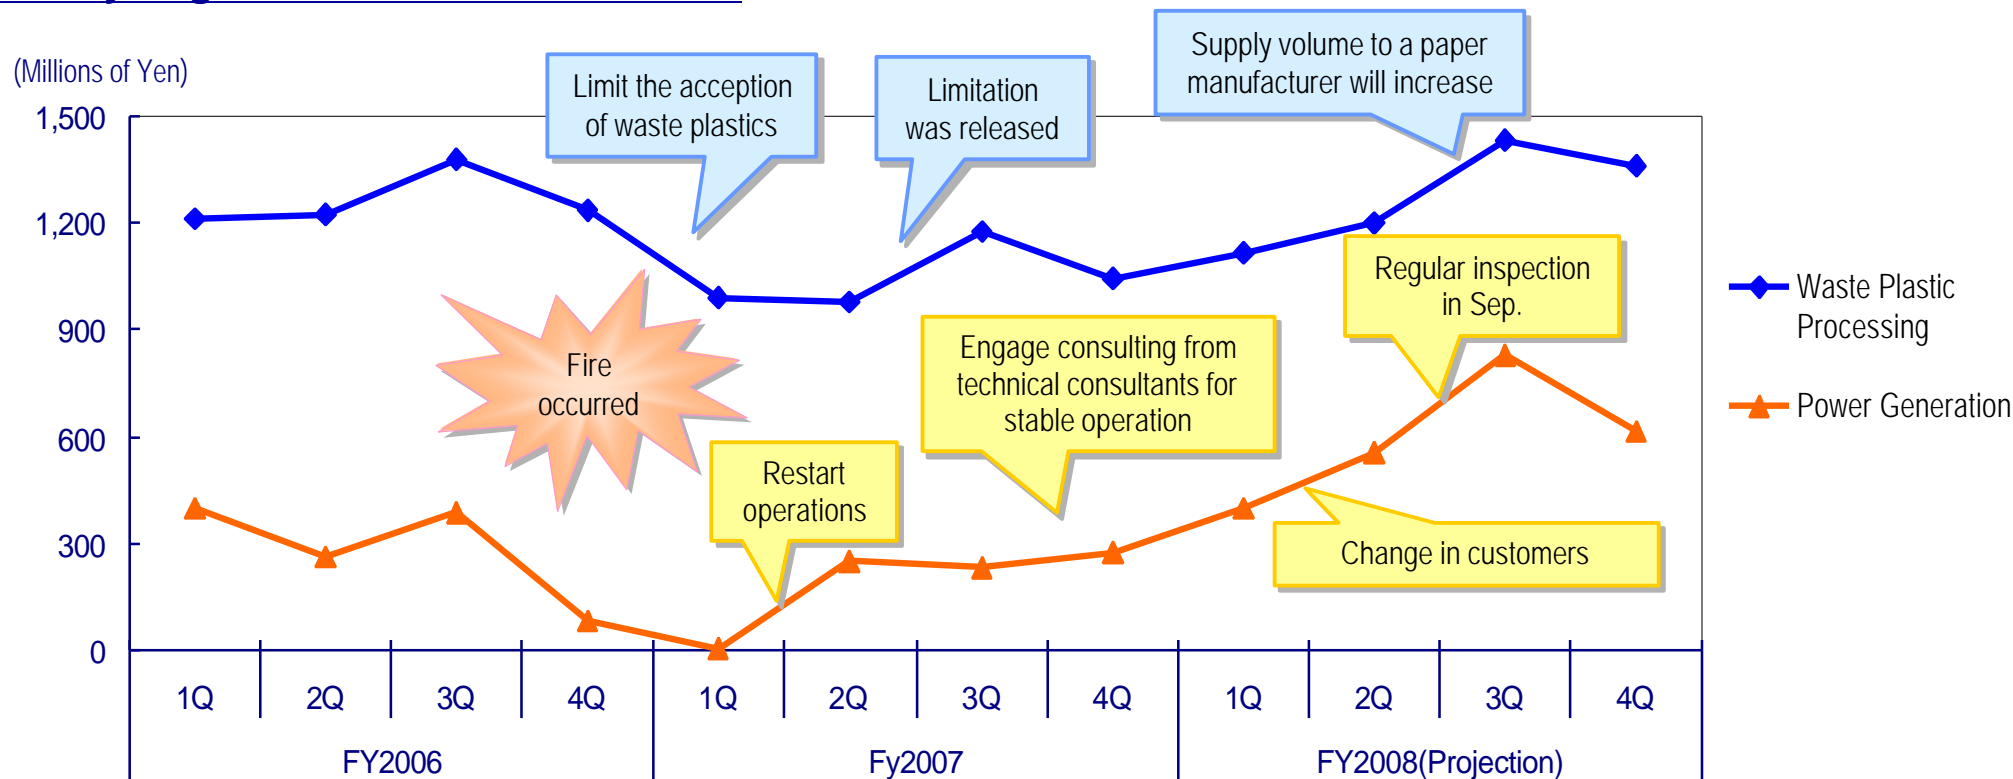 (Millions of Yen)
1,500
1,200
900
600
300
0
Limit the acception
of waste plastics
Limitation
was released
Supply volume to a paper
manufacturer will increase
Fire
occurred
Restart
operations
Engage consulting from
technical consultants for
stable operation
Regular inspection
in Sep.
Change in customers
Waste Plastic
Processing
Power Generation
1Q 2Q 3Q 4Q 1Q 2Q 3Q 4Q 1Q 2Q 3Q 4Q
FY2006 Fy2007 FY2008(Projection)